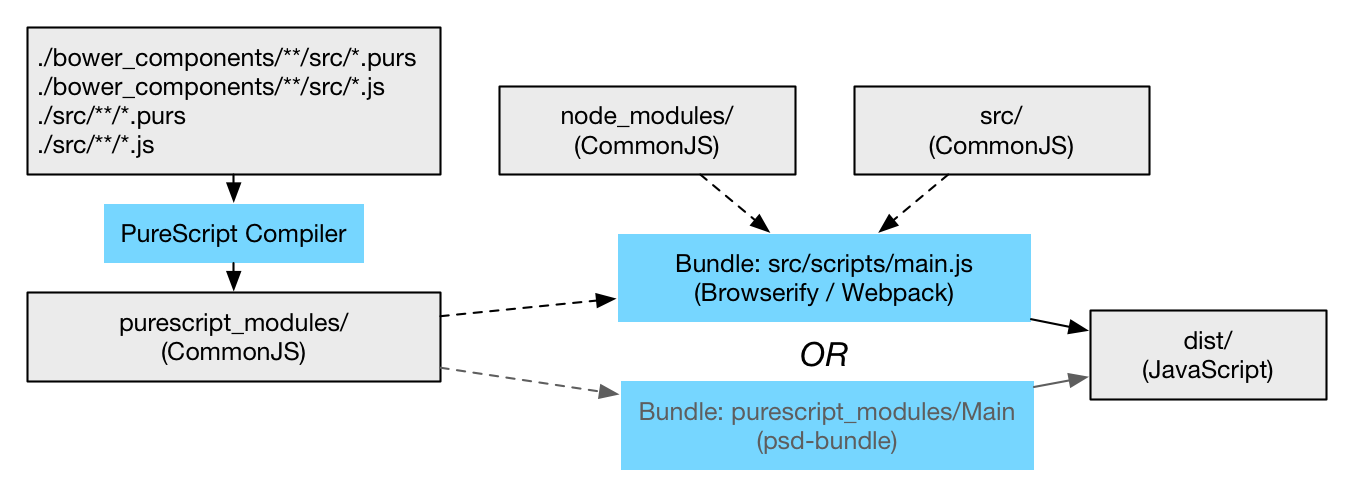 ./bower_components/**/src/*.purs
./bower_components/**/src/*.js
./src/**/*.purs
./src/**/*.js
PureScript Compiler
purescript_modules/
(CommonJS)
node_modules/
(CommonJS)
src/
(CommonJS)
Bundle: src/scripts/main.js
(Browserify / Webpack)
OR
Bundle: purescript_modules/Main
(psd-bundle)
dist/
(JavaScript)